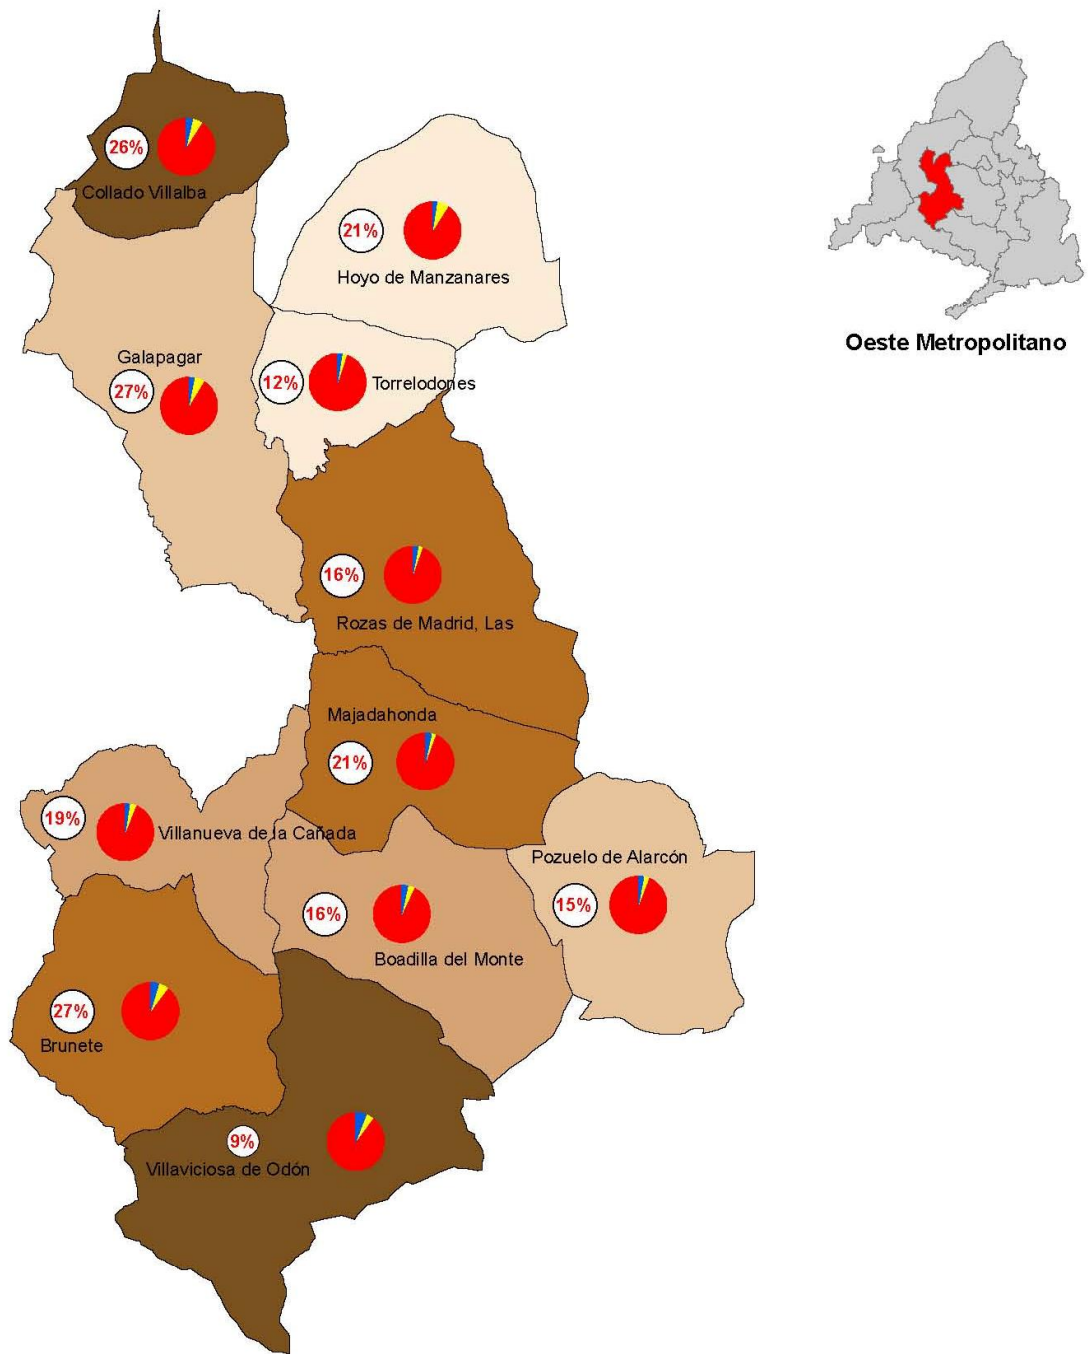 26%
Collado Villalba
21%
Hoyo de Manzanares
Oeste Metropolitano
Galapagar
27%
12%
Torrelodones
16%
Rozas de Madrid, Las
Majadahonda
21%
19%
Villanueva de la Cañada
Pozuelo de Alarcón
15%
16%
Boadilla del Monte
27%
Brunete
9%
Villaviciosa de Odón